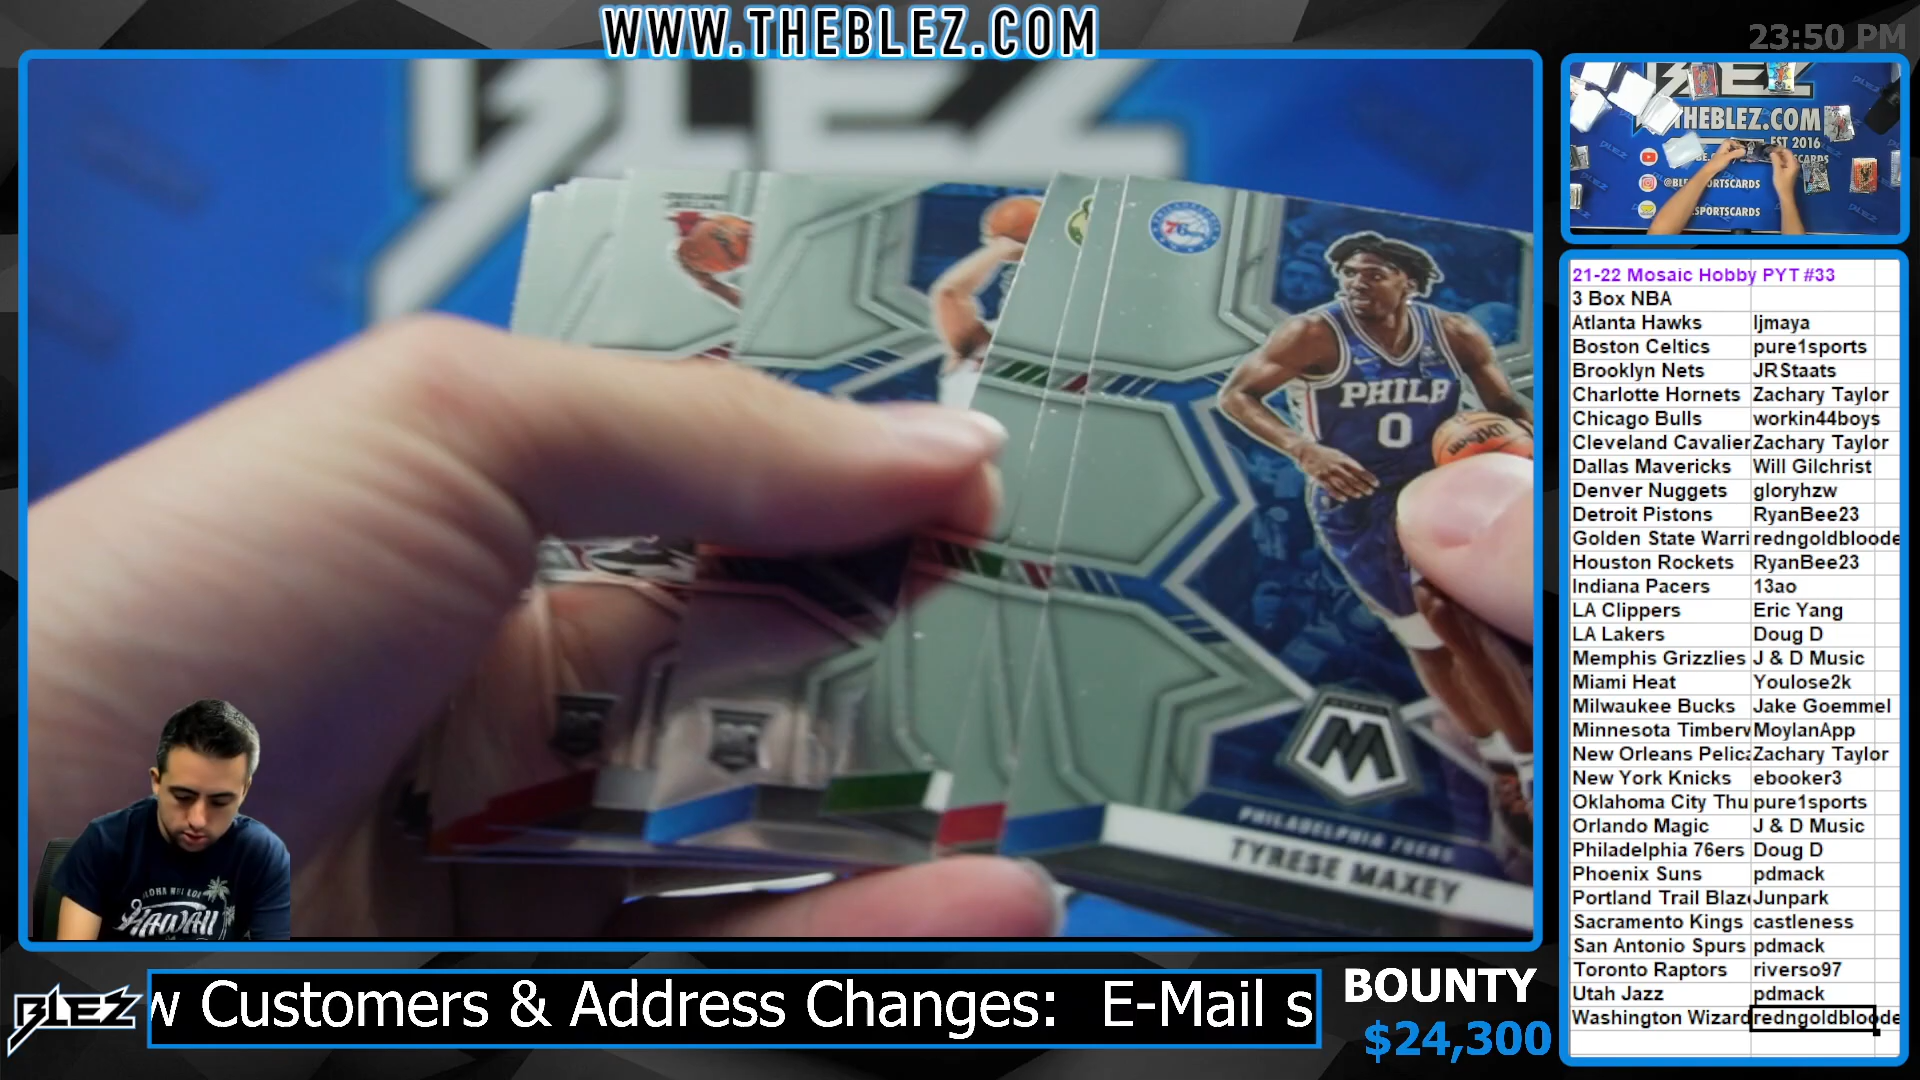 WWW.THEBLEZ.COM
23:50 PM
BLEZ
THEBLEZ.COM
EST 2016
SPORTSCARDS
76
PHILA
0
M
PHILADELPHIA 76ERS
TYRESE MAXEY
HAWAII
21-22 Mosaic Hobby PYT #33
3 Box NBA
Atlanta Hawks ljmaya
Boston Celtics pure1sports
Brooklyn Nets JRStaats
Charlotte Hornets Zachary Taylor
Chicago Bulls workin44boys
Cleveland Cavalier Zachary Taylor
Dallas Mavericks Will Gilchrist
Denver Nuggets gloryhzw
Detroit Pistons RyanBee23
Golden State Warri redngoldbloode
Houston Rockets RyanBee23
Indiana Pacers 13ao
LA Clippers Eric Yang
LA Lakers Doug D
Memphis Grizzlies J & D Music
Miami Heat Youlose2k
Milwaukee Bucks Jake Goemmel
Minnesota Timberv MoylanApp
New Orleans Pelica Zachary Taylor
New York Knicks ebooker3
Oklahoma City Thu pure1sports
Orlando Magic J & D Music
Philadelphia 76ers Doug D
Phoenix Suns pdmack
Portland Trail Blaze Junpark
Sacramento Kings castleness
San Antonio Spurs pdmack
Toronto Raptors riverso97
Utah Jazz pdmack
Washington Wizard redngoldbloode
BLEZ
w Customers & Address Changes: E-Mail s
BOUNTY
$24,300